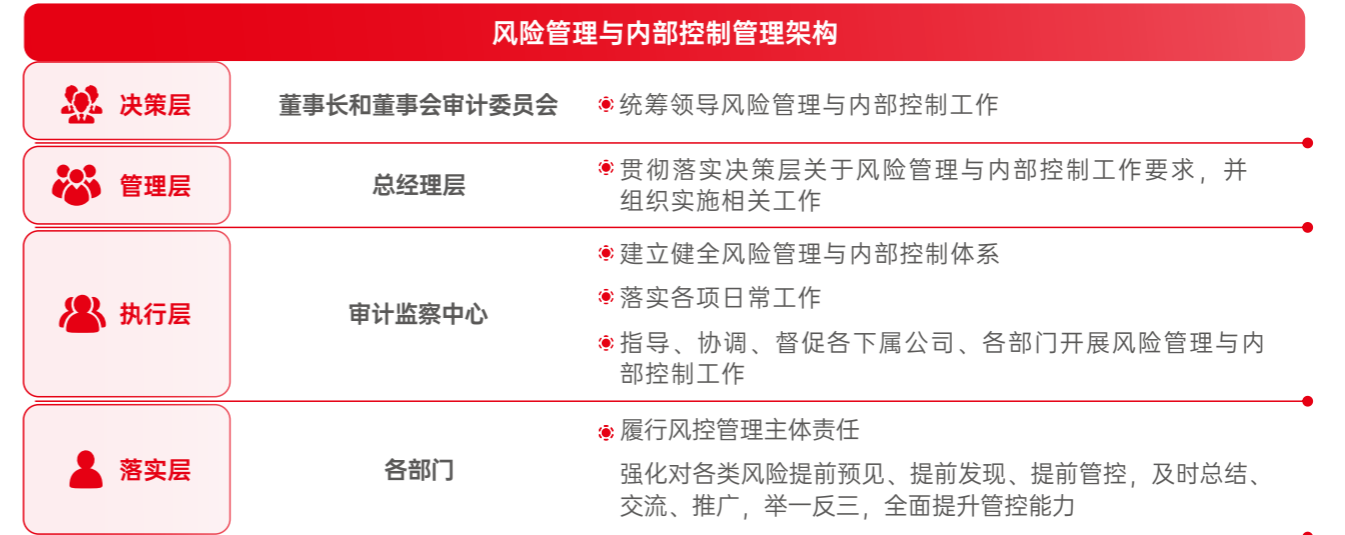 风险管理与内部控制管理架构
决策层
董事长和董事会审计委员会
统筹领导风险管理与内部控制工作
管理层
总经理层
贯彻落实决策层关于风险管理与内部控制工作要求，并
组织实施相关工作
执行层
审计监察中心
建立健全风险管理与内部控制体系
落实各项日常工作
指导、协调、督促各下属公司、各部门开展风险管理与内
部控制工作
落实层
各部门
履行风控管理主体责任
强化对各类风险提前预见、提前发现、提前管控，及时总结、
交流、推广，举一反三，全面提升管控能力